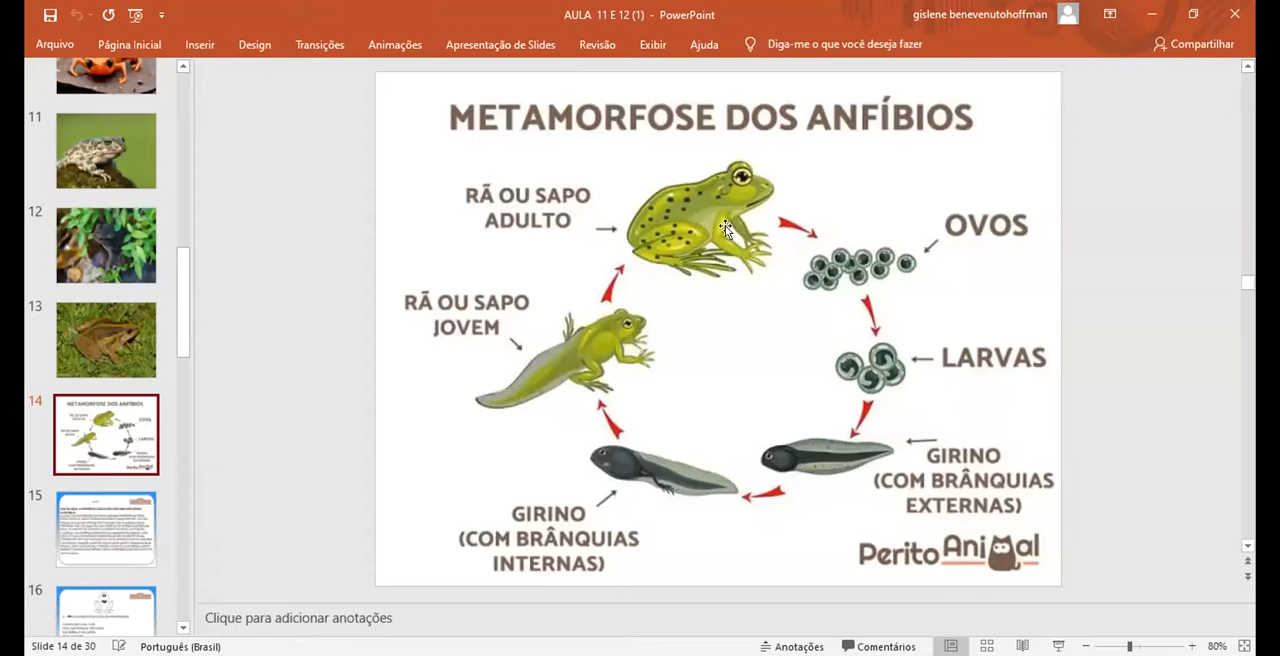 AULA 11 E 12 (1) - PowerPoint
gislene benevenutohoffman
Arquivo
Página Inicial
Inserir
Design
Transições
Animações
Apresentação de Slides
Revisão
Exibir
Ajuda
Diga-me o que você deseja fazer
Compartilhar
11
12
13
14
15
16
METAMORFOSE DOS ANFÍBIOS
RÃ OU SAPO
ADULTO
OVOS
RÃ OU SAPO
JOVEM
LARVAS
GIRINO
(COM BRÂNQUIAS
EXTERNAS)
GIRINO
(COM BRÂNQUIAS
INTERNAS)
PeritoAnimal
Clique para adicionar anotações
Slide 14 de 30
Português (Brasil)
Anotações
Comentários
80%